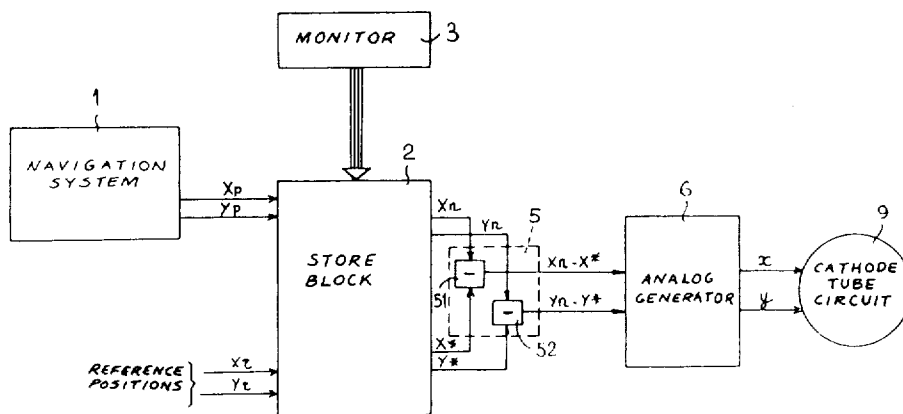 MONITOR 3
1
NAVIGATION
SYSTEM
Xp
Yp
2
STORE
BLOCK
Xn
Yn
5
51
52
Xn-X*
Yn-Y*
X*
Y*
6
ANALOG
GENERATOR
x
y
9
CATHODE
TUBE
CIRCUIT
REFERENCE
POSITIONS
Xr
Yr